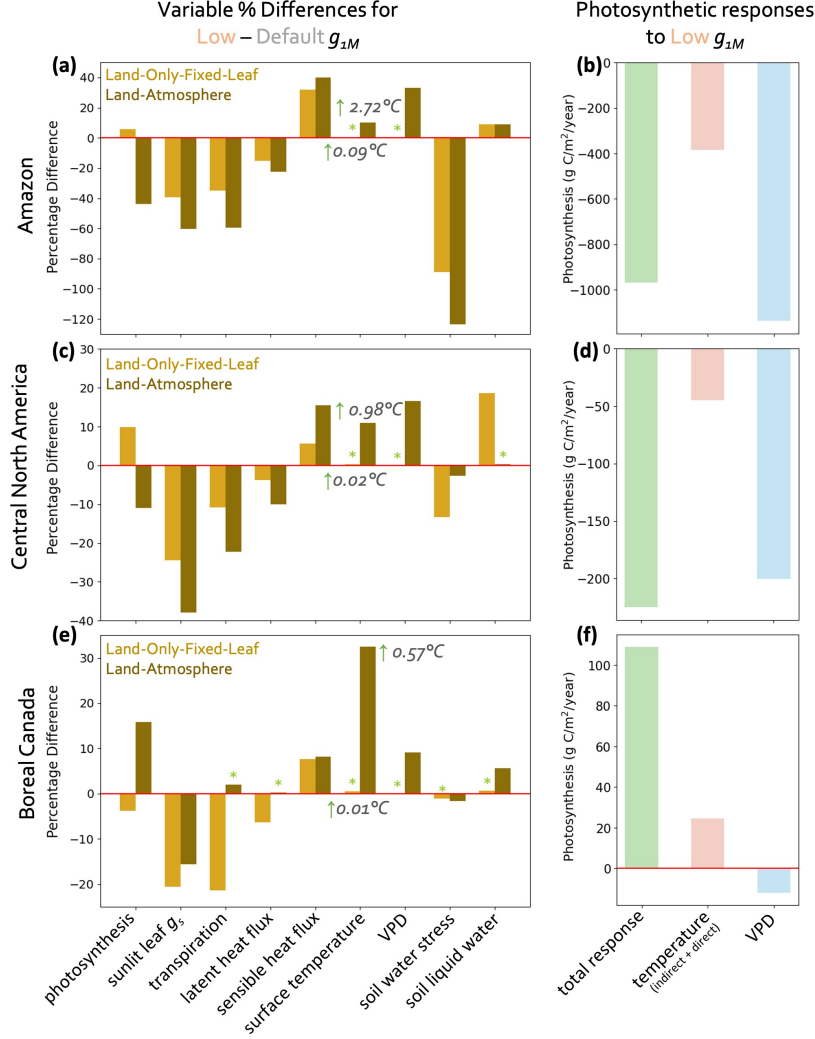 Variable % Differences for
Low – Default g1M
Photosynthetic responses
to Low g1M
(a)
Land-Only-Fixed-Leaf
Land-Atmosphere
↑ 2.72°C
* *
↑0.09°C
40
20
0
−20
−40
−60
−80
−100
−120
Percentage Difference
Amazon
(b)
0
−200
−400
−600
−800
−1000
Photosynthesis (g C/m²/year)
(c)
Land-Only-Fixed-Leaf
Land-Atmosphere
↑ 0.98°C
* * *
↑0.02°C
30
20
10
0
−10
−20
−30
−40
Percentage Difference
Central North America
(d)
0
−50
−100
−150
−200
Photosynthesis (g C/m²/year)
(e)
Land-Only-Fixed-Leaf
Land-Atmosphere
↑ 0.57°C
* * * * * *
↑0.01°C
30
20
10
0
−10
−20
Percentage Difference
Boreal Canada
photosynthesis
sunlit leaf gs
transpiration
latent heat flux
sensible heat flux
surface temperature
VPD
soil water stress
soil liquid water
(f)
100
80
60
40
20
0
Photosynthesis (g C/m²/year)
total response
temperature
(indirect + direct)
VPD